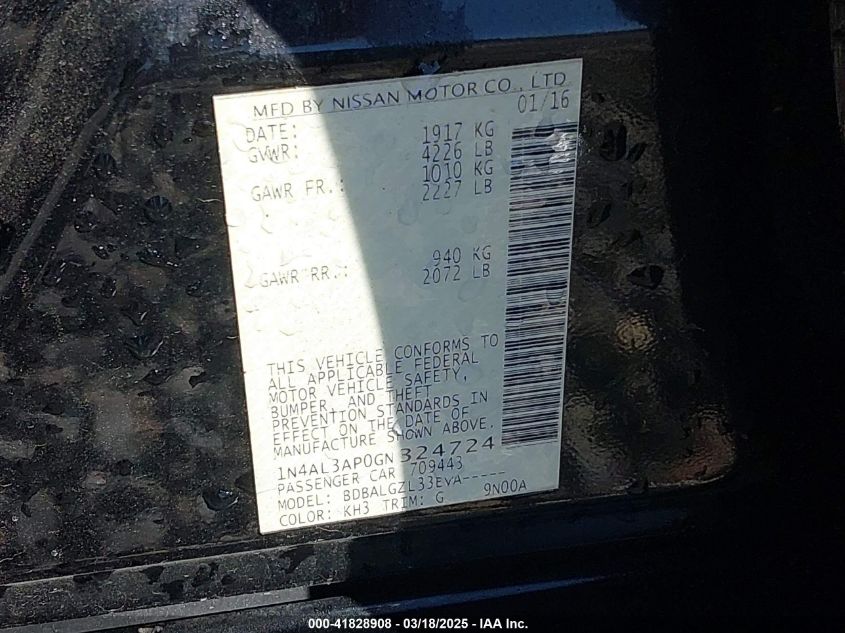 MFD BY NISSAN MOTOR CO., LTD
DATE: 01/16
GVWR: 1917 KG
4226 LB
GAWR FR.: 1010 KG
2227 LB
GAWR RR.: 940 KG
2072 LB
THIS VEHICLE CONFORMS TO
ALL APPLICABLE FEDERAL
MOTOR VEHICLE SAFETY,
BUMPER, AND THEFT
PREVENTION STANDARDS IN
EFFECT ON THE DATE OF
MANUFACTURE SHOWN ABOVE.
1N4AL3AP0GN324724
PASSENGER CAR 709443
MODEL: BDBALGZL33EVA-----
COLOR: KH3 TRIM: G 9N00A
000-41828908 | 03/18/2025 - | IAA Inc.